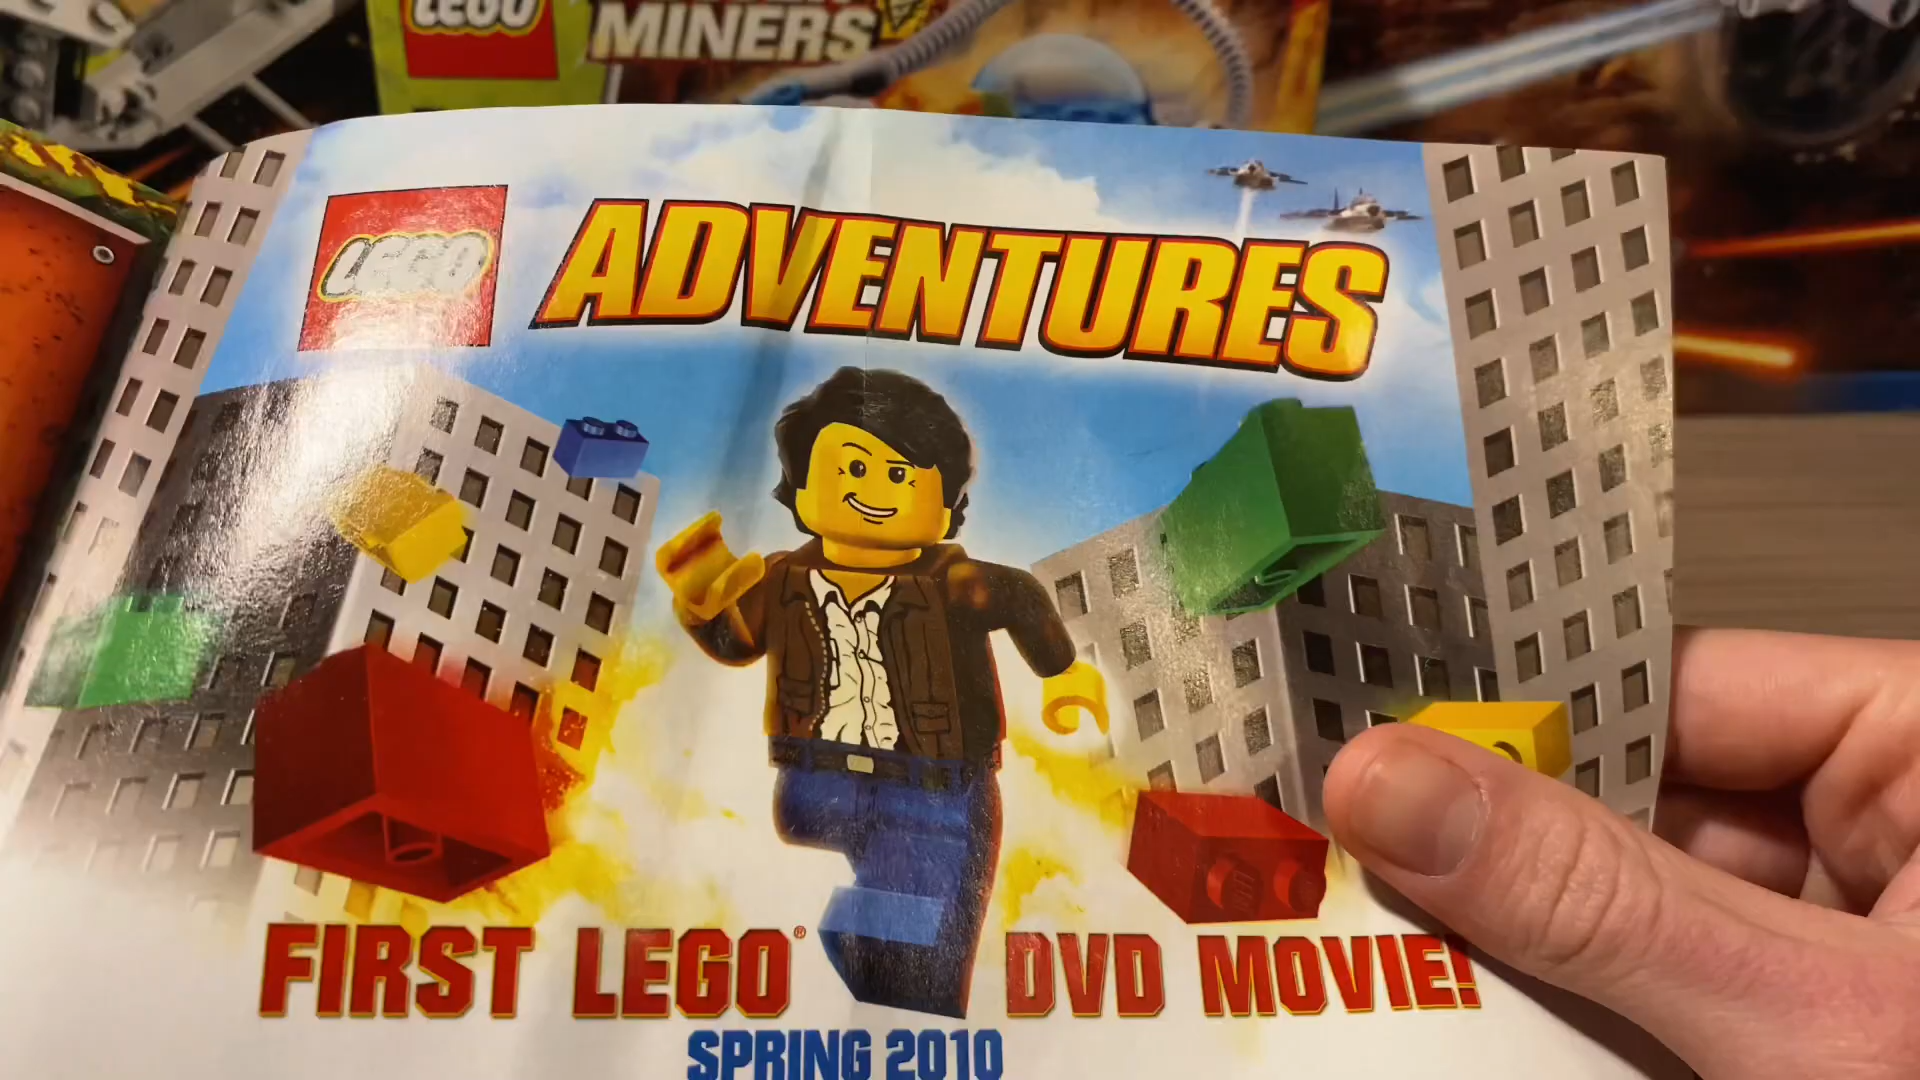 LEGO
MINERS
LEGO
ADVENTURES
FIRST LEGO® DVD MOVIE!
SPRING 2010